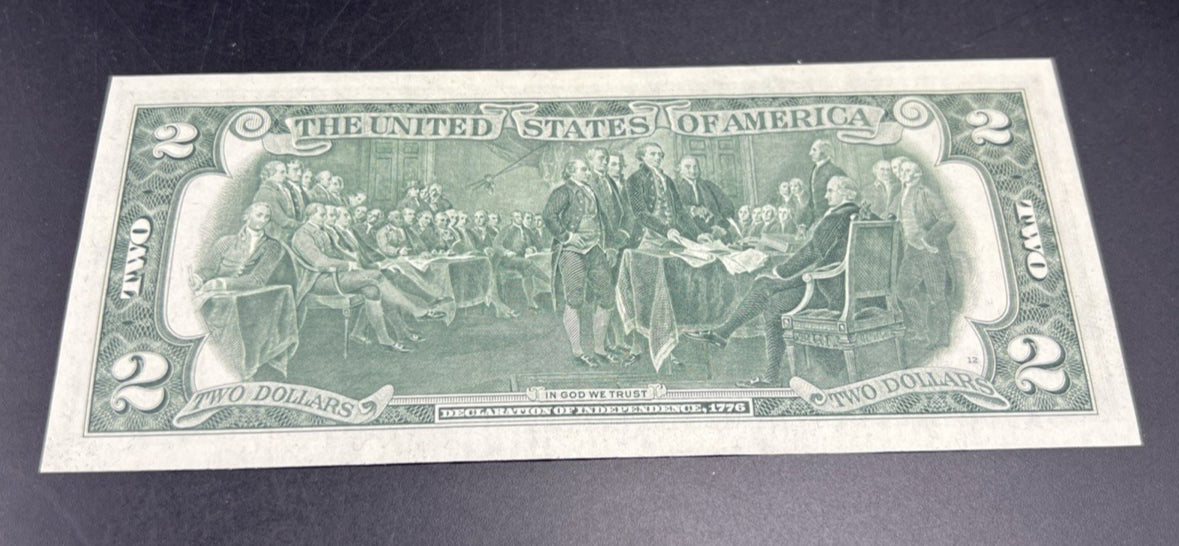 2 THE UNITED STATES OF AMERICA 2
TWO TWO
12
2 TWO DOLLARS IN GOD WE TRUST TWO DOLLARS 2
DECLARATION OF INDEPENDENCE, 1776